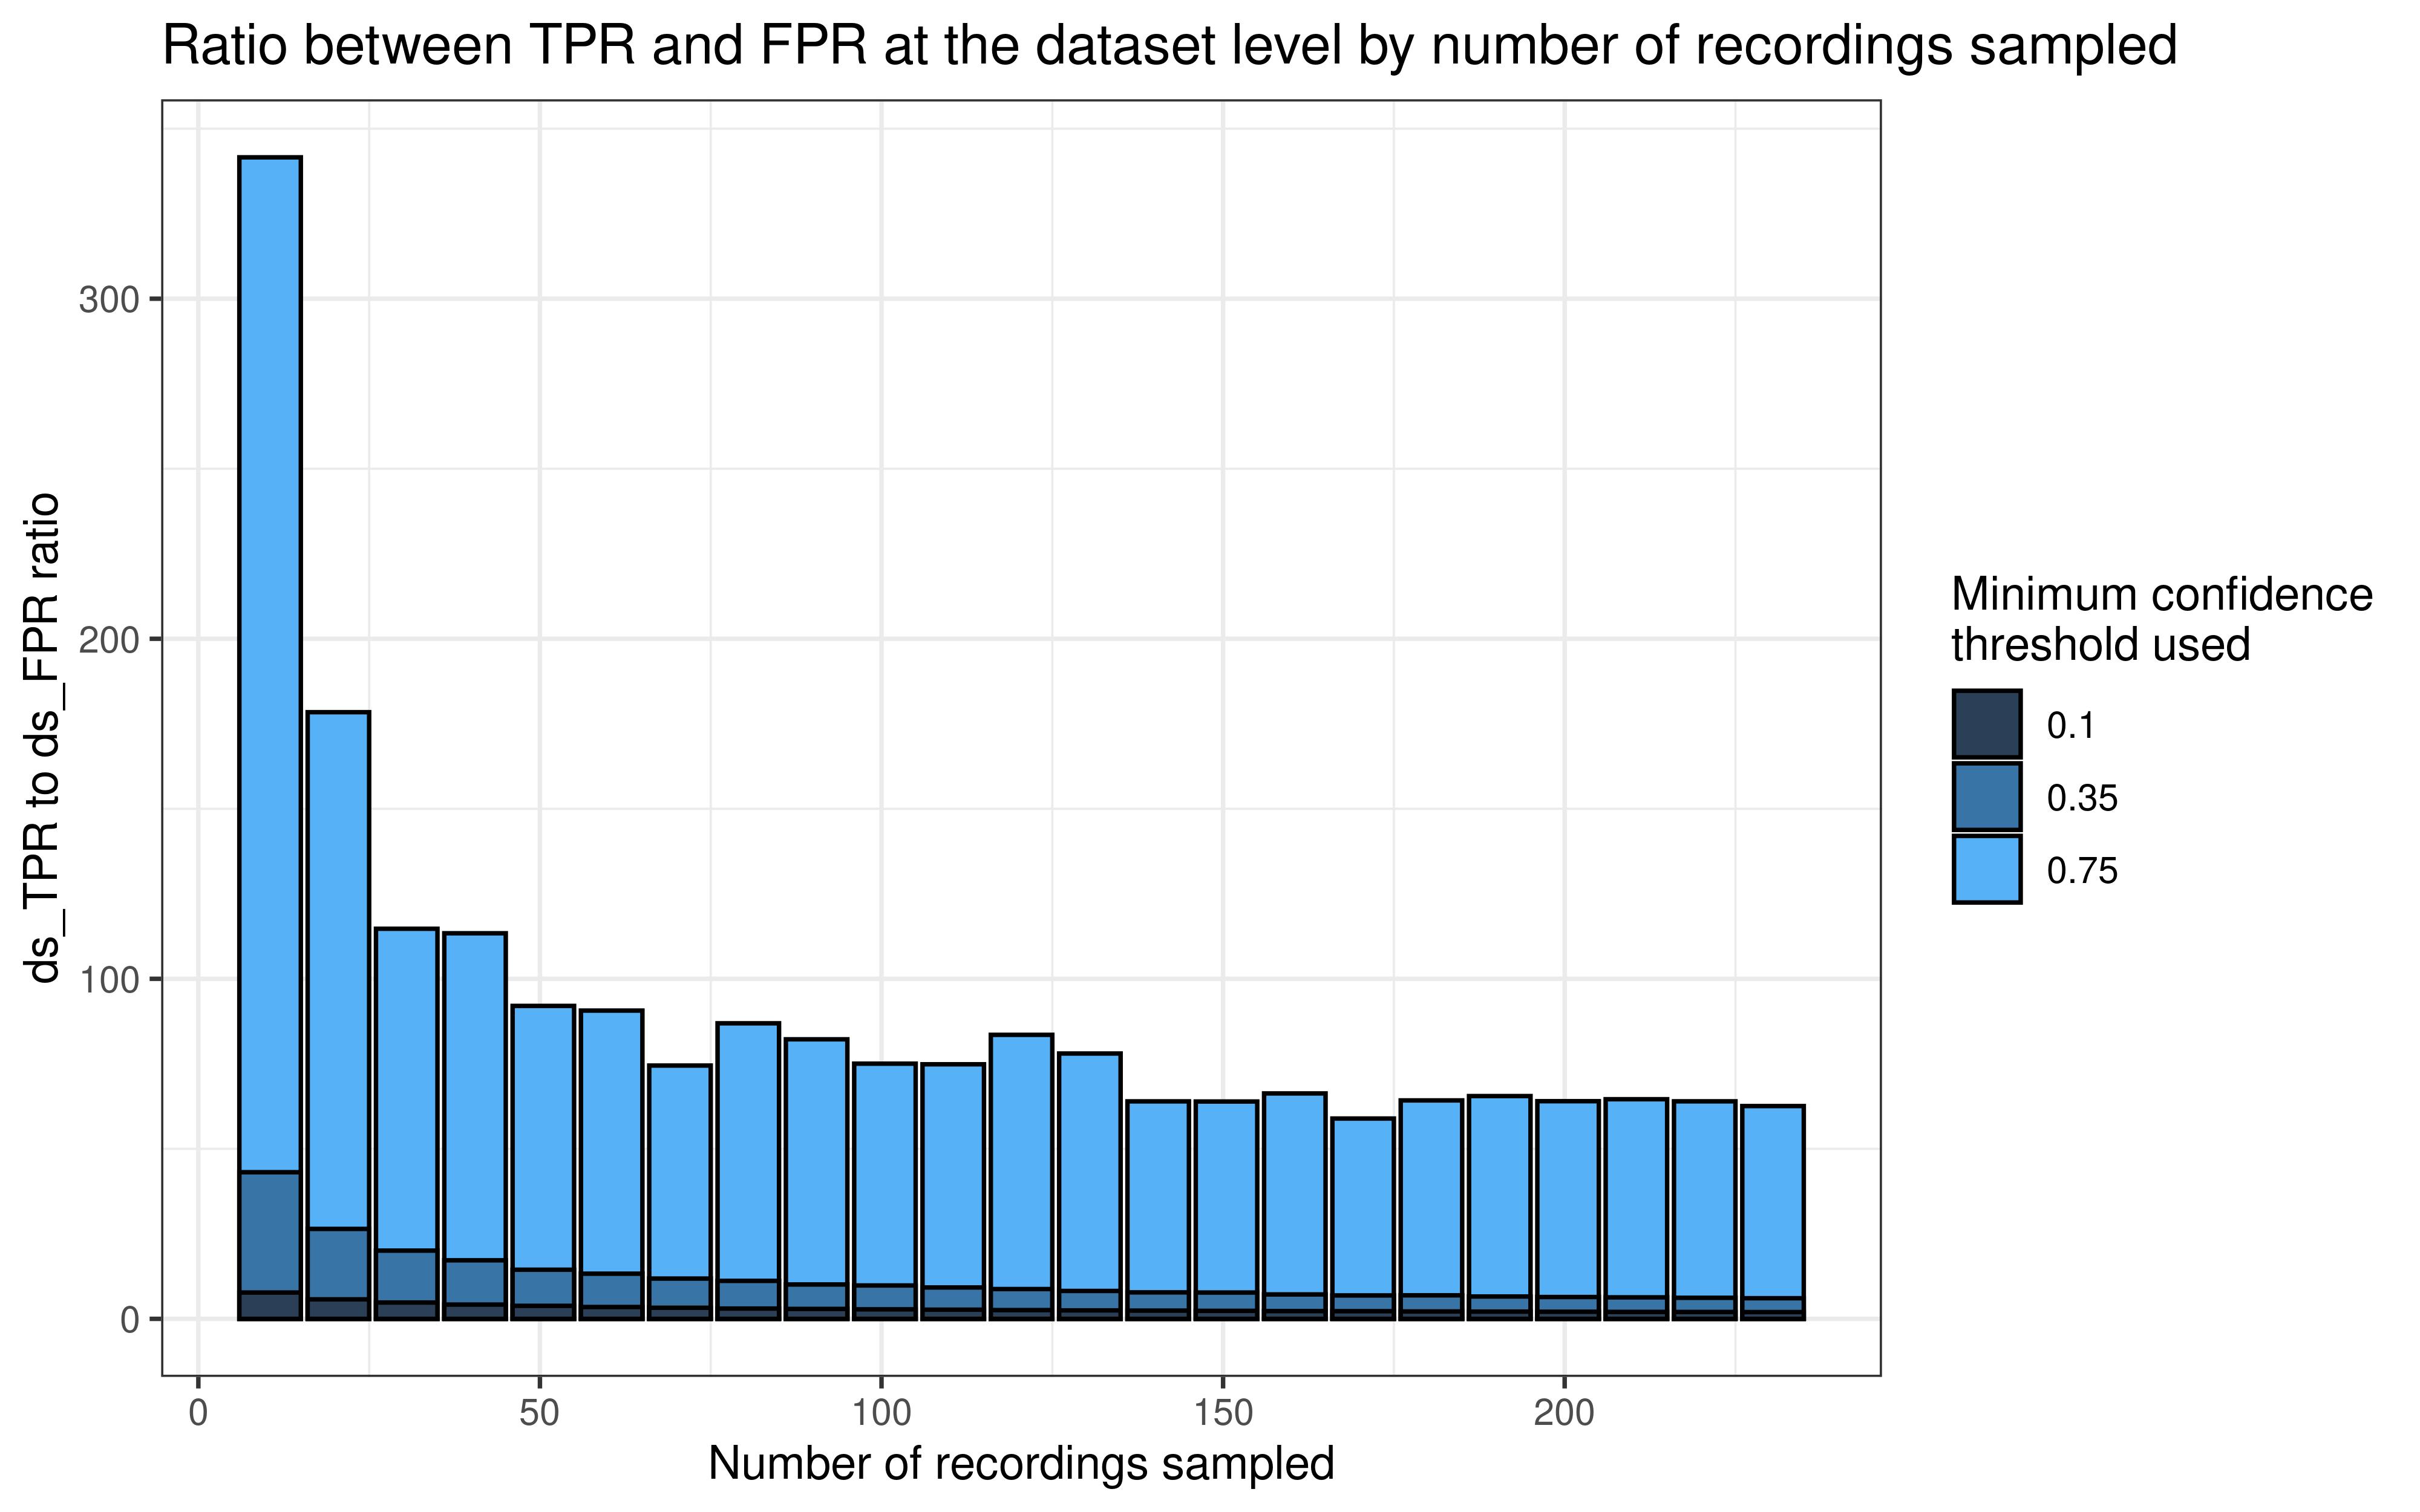 Ratio between TPR and FPR at the dataset level by number of recordings sampled
ds_TPR to ds_FPR ratio
300
200
100
0
0
50
100
150
200
Number of recordings sampled
Minimum confidence
threshold used
0.1
0.35
0.75